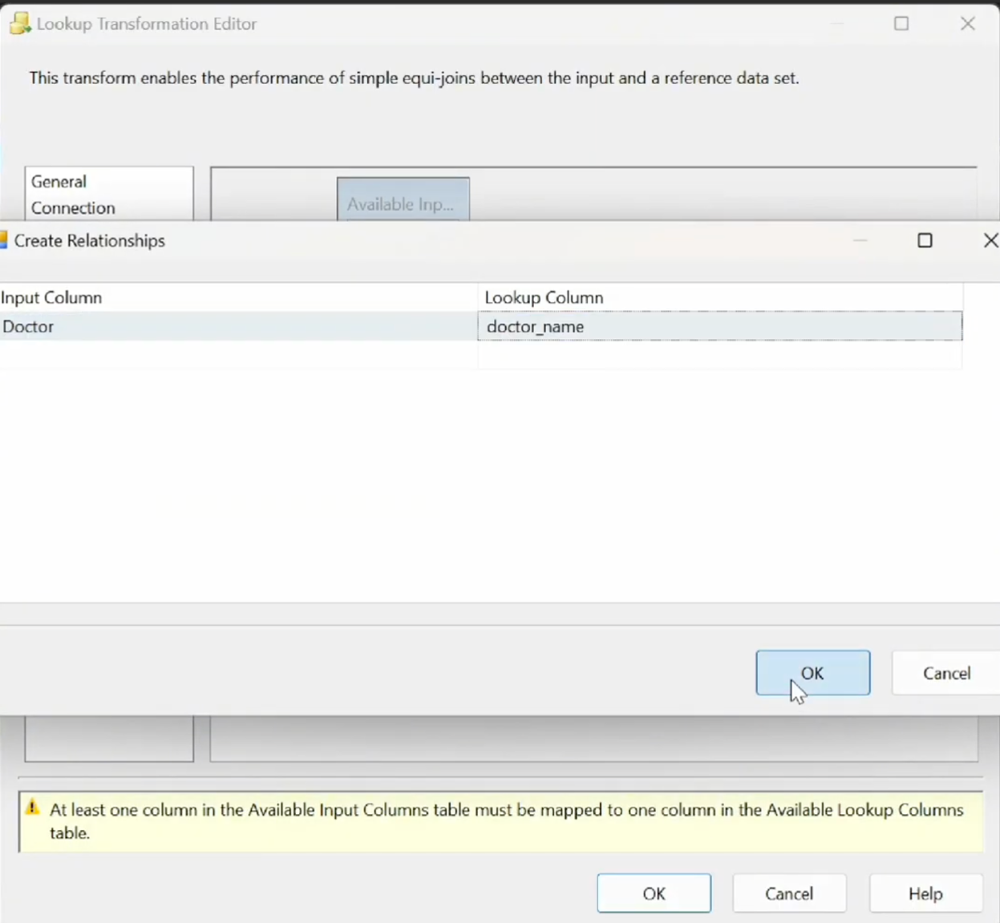 Lookup Transformation Editor
This transform enables the performance of simple equi-joins between the input and a reference data set.
General
Connection
Available Inp...
Create Relationships
Input Column
Lookup Column
Doctor
doctor_name
OK
Cancel
At least one column in the Available Input Columns table must be mapped to one column in the Available Lookup Columns
table.
OK
Cancel
Help